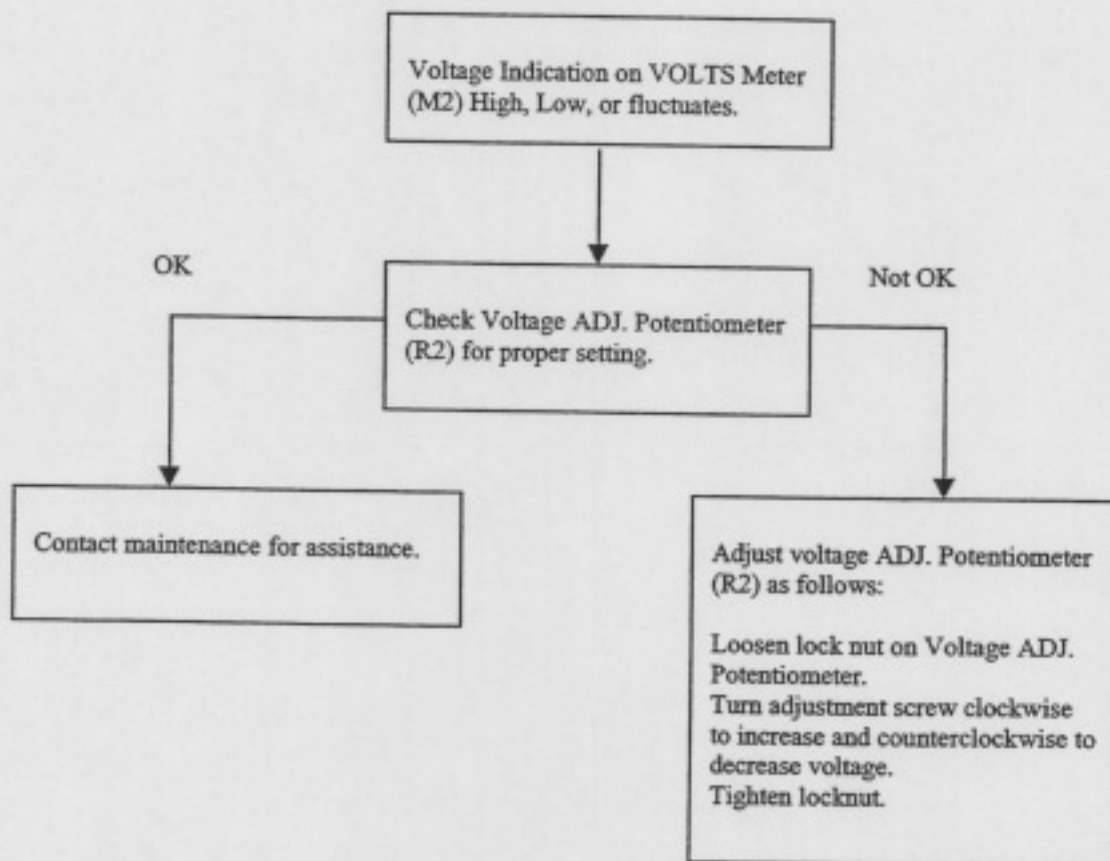 Voltage Indication on VOLTS Meter
(M2) High, Low, or fluctuates.
OK
Not OK
Check Voltage ADJ. Potentiometer
(R2) for proper setting.
Contact maintenance for assistance.
Adjust voltage ADJ. Potentiometer
(R2) as follows:
Loosen lock nut on Voltage ADJ.
Potentiometer.
Turn adjustment screw clockwise
to increase and counterclockwise to
decrease voltage.
Tighten locknut.